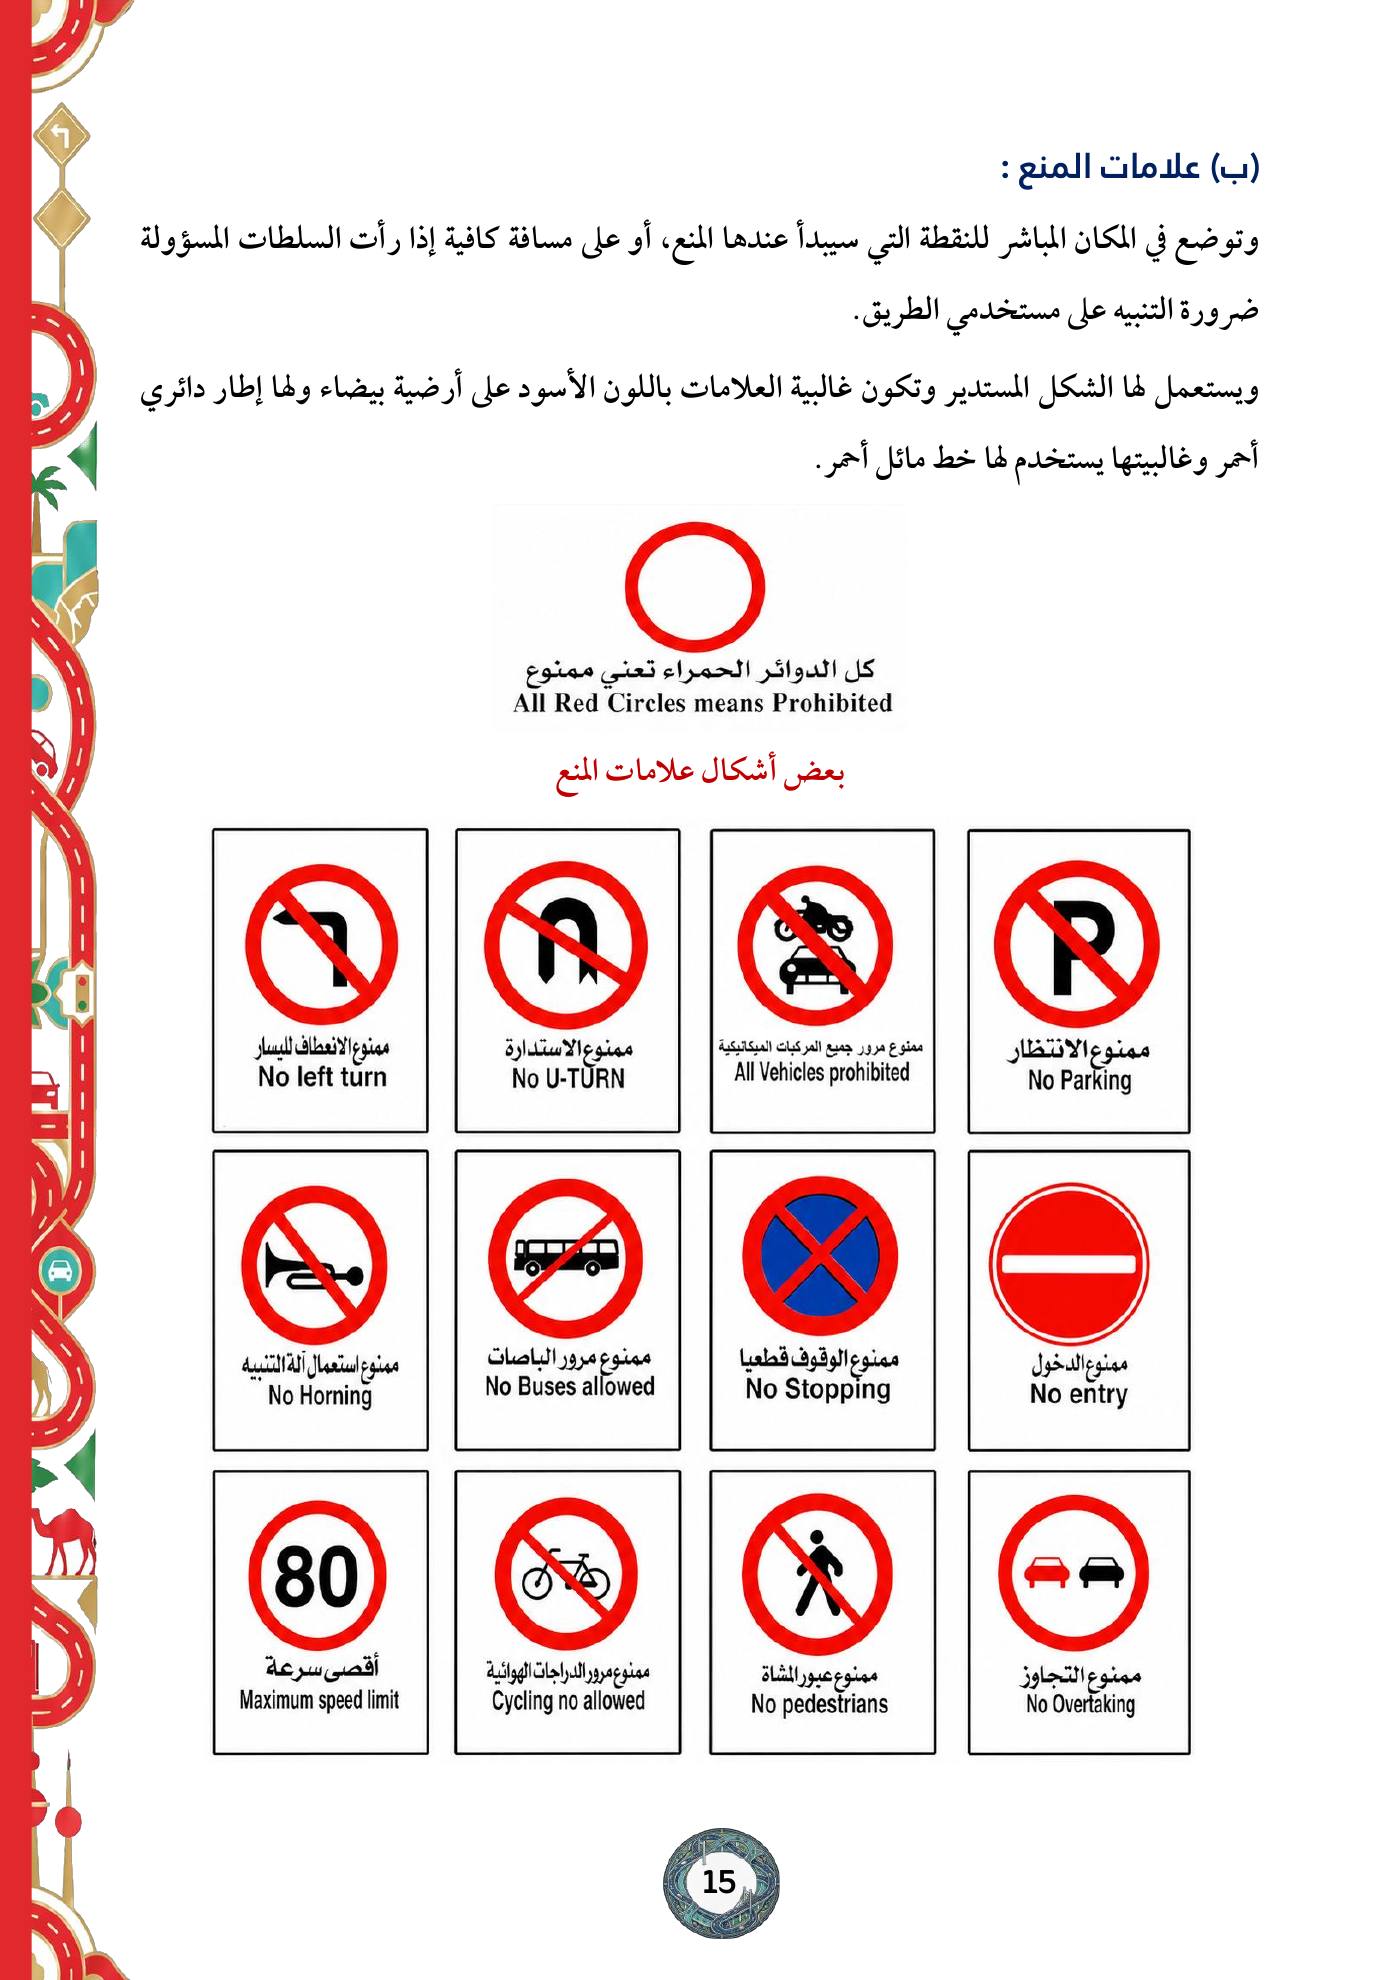 (ب) علامات المنع :
وتوضع في المكان المباشر للنقطة التي سيبدأ عندها المنع، أو على مسافة كافية إذا رأت السلطات المسؤولة
ضرورة التنبيه على مستخدمي الطريق.
ويستعمل لها الشكل المستدير وتكون غالبية العلامات باللون الأسود على أرضية بيضاء ولها إطار دائري
أحمر وغالبيتها يستخدم لها خط مائل أحمر.
كل الدوائر الحمراء تعني ممنوع
All Red Circles means Prohibited
بعض أشكال علامات المنع
P
ممنوع الانتظار
No Parking
ممنوع مرور جميع المركبات الميكانيكية
All Vehicles prohibited
ممنوع الاستدارة
No U-TURN
ممنوع الانعطاف لليسار
No left turn
ممنوع الدخول
No entry
ممنوع الوقوف قطعيا
No Stopping
ممنوع مرور الباصات
No Buses allowed
ممنوع استعمال آلة التنبيه
No Horning
ممنوع التجاوز
No Overtaking
ممنوع عبور المشاة
No pedestrians
ممنوع مرور الدراجات الهوائية
Cycling no allowed
80
أقصى سرعة
Maximum speed limit
15